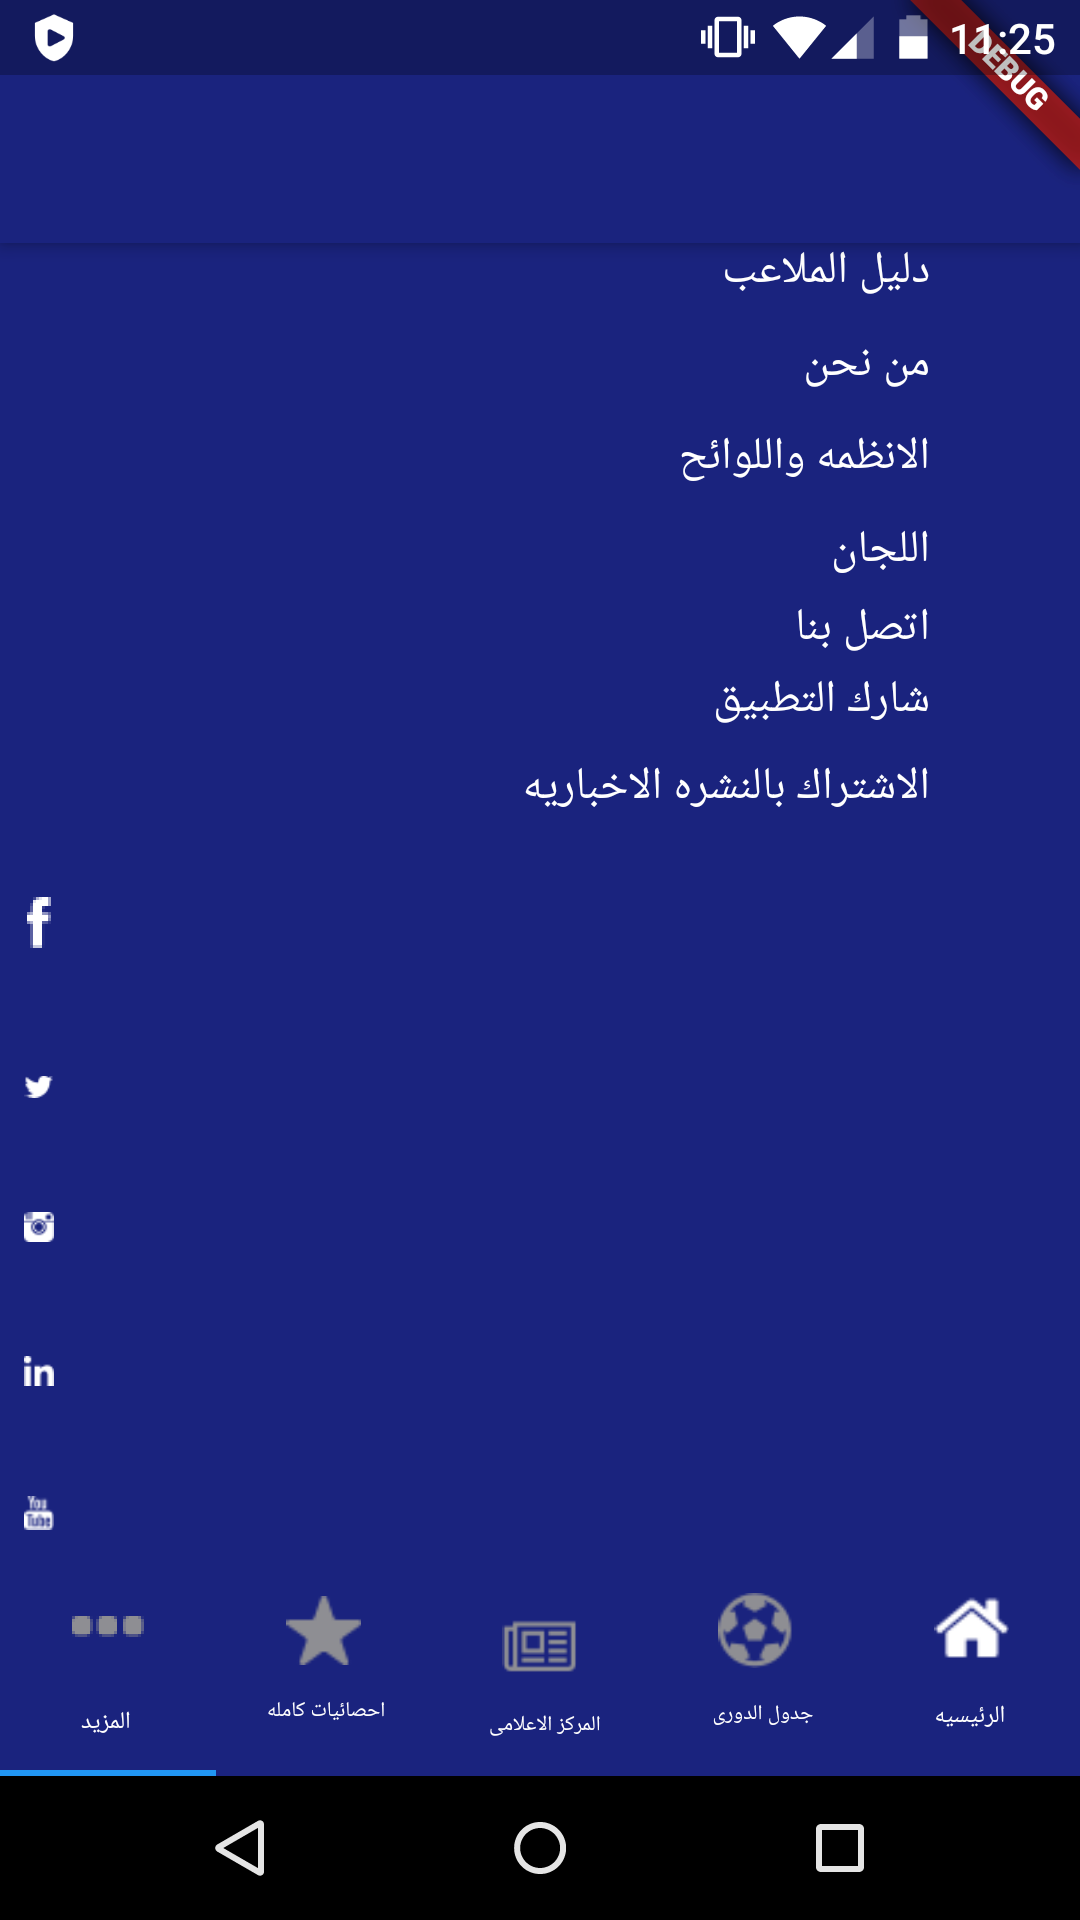 11:25
DEBUG
دليل الملاعب
من نحن
الانظمه واللوائح
اللجان
اتصل بنا
شارك التطبيق
الاشتراك بالنشره الاخباريه
f
in
You
Tube
الرئيسيه
جدول الدورى
المركز الاعلامى
احصائيات كامله
المزيد